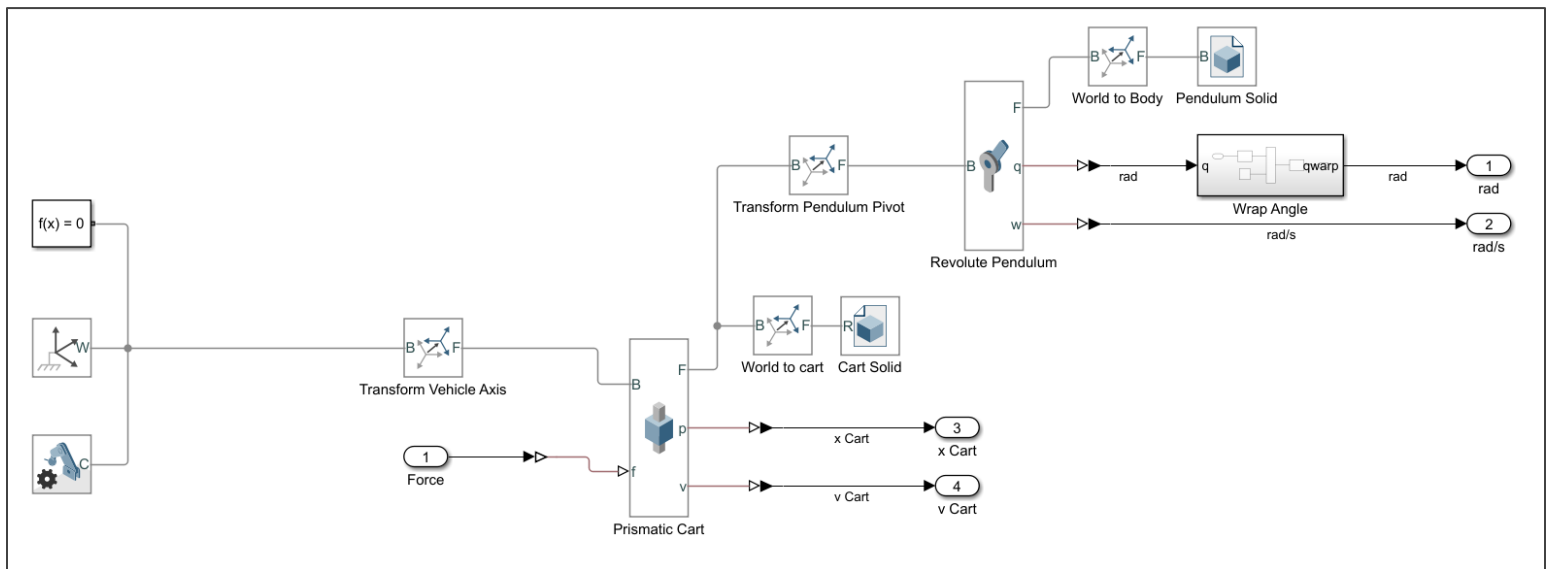 B
F
World to Body
B
Pendulum Solid
F
B
q
w
Revolute Pendulum
B
F
Transform Pendulum Pivot
rad
q
qwarp
Wrap Angle
rad
1
rad
rad/s
2
rad/s
f(x) = 0
W
C
B
F
Transform Vehicle Axis
B
F
World to cart
R
Cart Solid
B
F
p
f
v
Prismatic Cart
1
Force
x Cart
3
x Cart
v Cart
4
v Cart